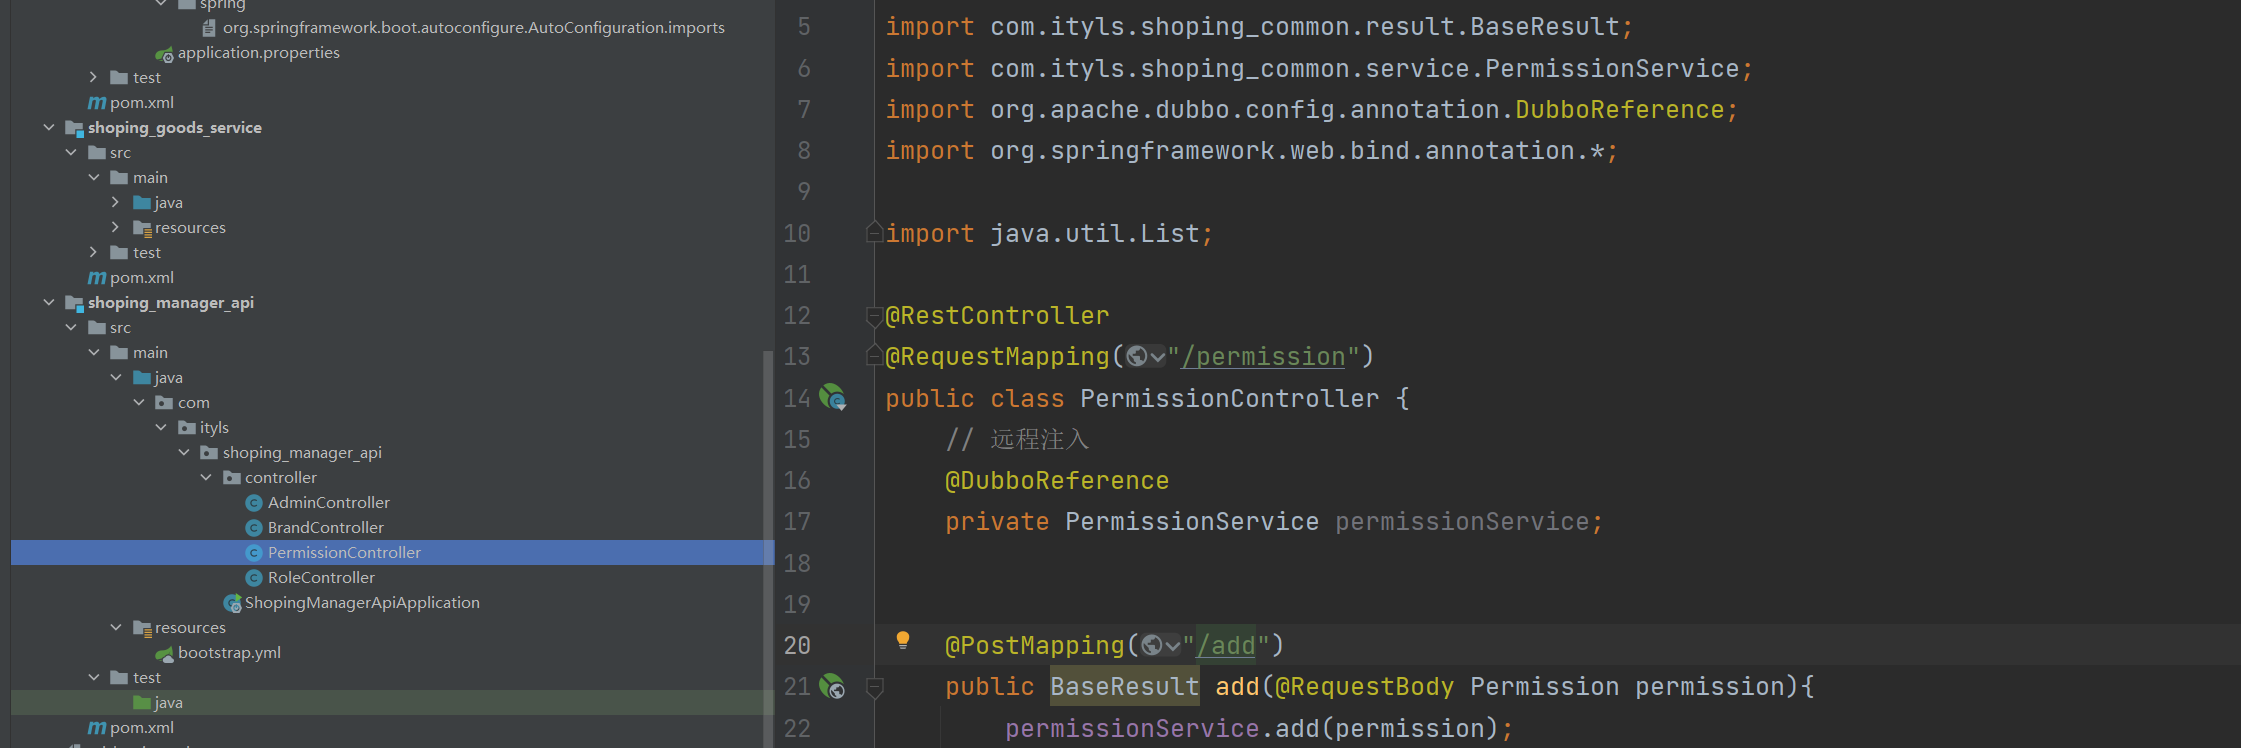 spring
org.springframework.boot.autoconfigure.AutoConfiguration.imports
application.properties
test
pom.xml
shoping_goods_service
src
main
java
resources
test
pom.xml
shoping_manager_api
src
main
java
com
ityls
shoping_manager_api
controller
AdminController
BrandController
PermissionController
RoleController
ShopingManagerApiApplication
resources
bootstrap.yml
test
java
pom.xml
5 import com.ityls.shoping_common.result.BaseResult;
6 import com.ityls.shoping_common.service.PermissionService;
7 import org.apache.dubbo.config.annotation.DubboReference;
8 import org.springframework.web.bind.annotation.*;
9
10 import java.util.List;
11
12 @RestController
13 @RequestMapping("/permission")
14 public class PermissionController {
15 // 远程注入
16 @DubboReference
17 private PermissionService permissionService;
18
19
20 @PostMapping("/add")
21 public BaseResult add(@RequestBody Permission permission){
22 permissionService.add(permission);